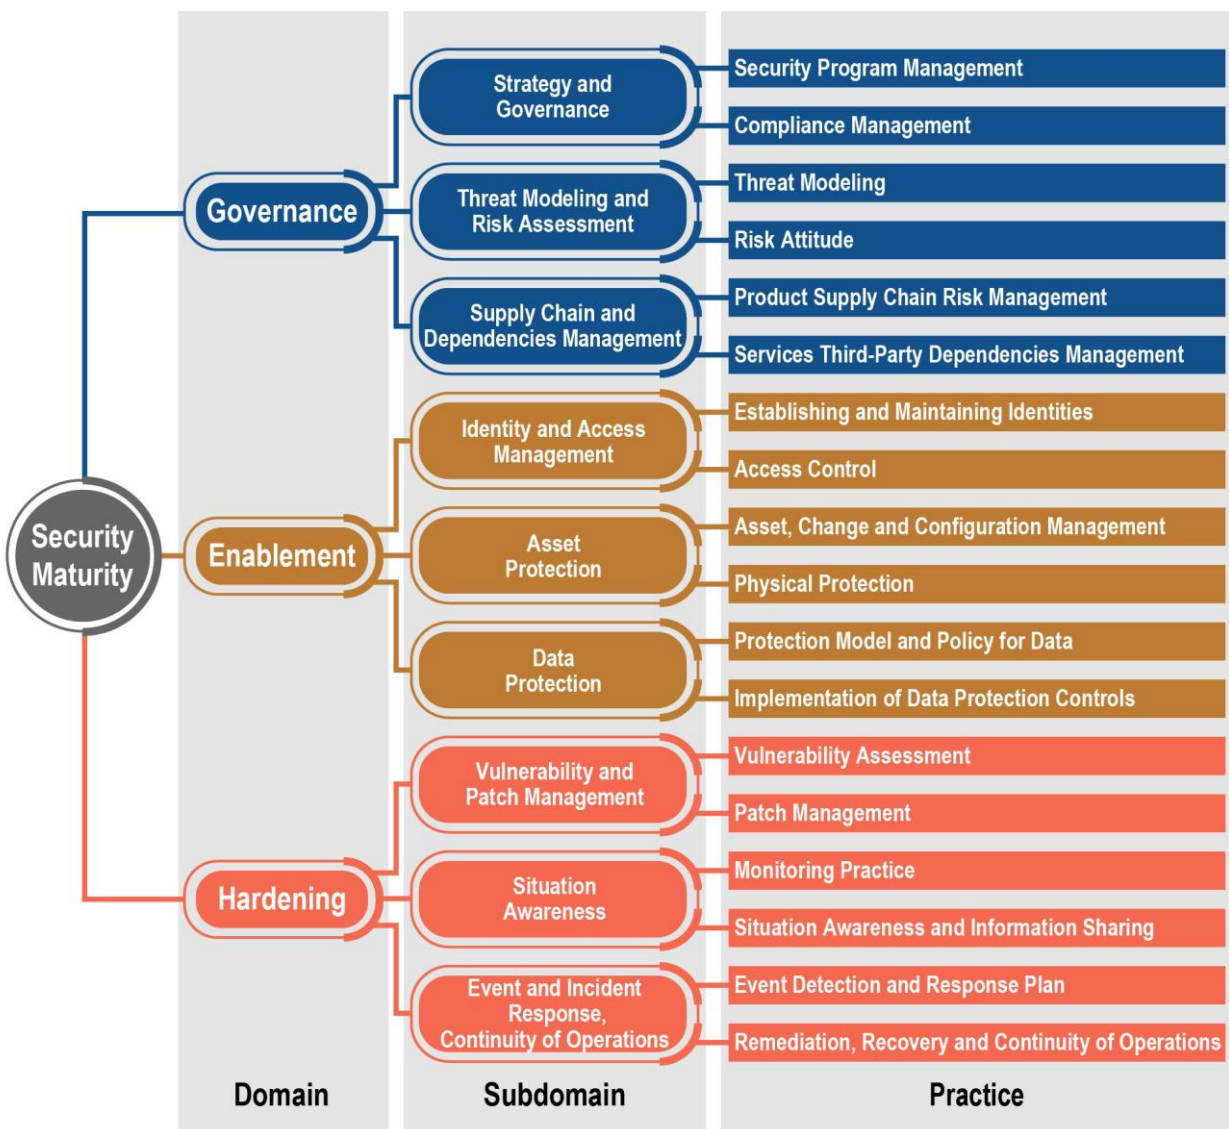 Security
Maturity
Governance
Strategy and
Governance
Security Program Management
Compliance Management
Threat Modeling and
Risk Assessment
Threat Modeling
Risk Attitude
Supply Chain and
Dependencies Management
Product Supply Chain Risk Management
Services Third-Party Dependencies Management
Enablement
Identity and Access
Management
Establishing and Maintaining Identities
Access Control
Asset
Protection
Asset, Change and Configuration Management
Physical Protection
Data
Protection
Protection Model and Policy for Data
Implementation of Data Protection Controls
Hardening
Vulnerability and
Patch Management
Vulnerability Assessment
Patch Management
Situation
Awareness
Monitoring Practice
Situation Awareness and Information Sharing
Event and Incident
Response,
Continuity of Operations
Event Detection and Response Plan
Remediation, Recovery and Continuity of Operations
Domain
Subdomain
Practice